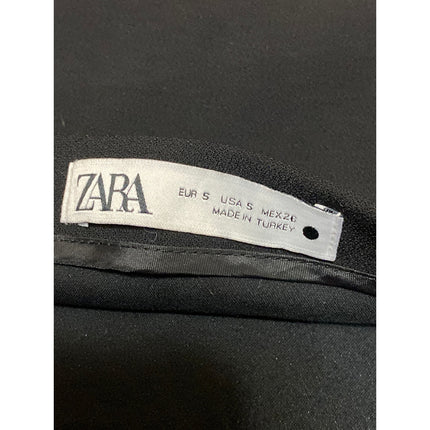 ZARA
EUR S USA S MEX 26
MADE IN TURKEY